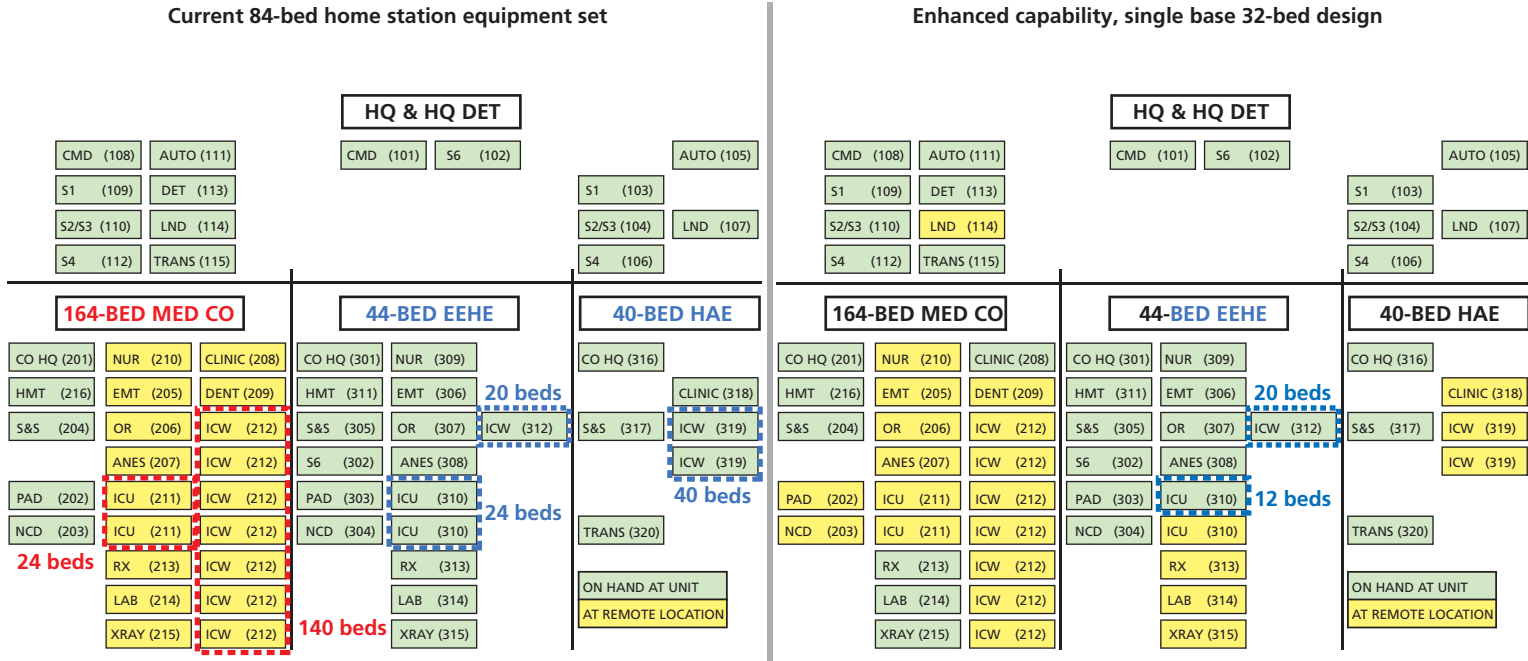 Current 84-bed home station equipment set
HQ & HQ DET
CMD (108)
AUTO (111)
CMD (101)
S6 (102)
AUTO (105)
S1 (109)
DET (113)
S1 (103)
S2/S3 (110)
LND (114)
S2/S3 (104)
LND (107)
S4 (112)
TRANS (115)
S4 (106)
164-BED MED CO
44-BED EEHE
40-BED HAE
CO HQ (201)
NUR (210)
CLINIC (208)
CO HQ (301)
NUR (309)
CO HQ (316)
HMT (216)
EMT (205)
DENT (209)
HMT (311)
EMT (306)
20 beds
CLINIC (318)
S&S (204)
OR (206)
ICW (212)
S&S (305)
OR (307)
ICW (312)
S&S (317)
ICW (319)
ANES (207)
ICW (212)
S6 (302)
ANES (308)
ICW (319)
PAD (202)
ICU (211)
ICW (212)
PAD (303)
ICU (310)
24 beds
40 beds
NCD (203)
ICU (211)
ICW (212)
NCD (304)
ICU (310)
TRANS (320)
24 beds
RX (213)
ICW (212)
RX (313)
ON HAND AT UNIT
LAB (214)
ICW (212)
LAB (314)
AT REMOTE LOCATION
XRAY (215)
ICW (212)
140 beds
XRAY (315)
Enhanced capability, single base 32-bed design
HQ & HQ DET
CMD (108)
AUTO (111)
CMD (101)
S6 (102)
AUTO (105)
S1 (109)
DET (113)
S1 (103)
S2/S3 (110)
LND (114)
S2/S3 (104)
LND (107)
S4 (112)
TRANS (115)
S4 (106)
164-BED MED CO
44-BED EEHE
40-BED HAE
CO HQ (201)
NUR (210)
CLINIC (208)
CO HQ (301)
NUR (309)
CO HQ (316)
HMT (216)
EMT (205)
DENT (209)
HMT (311)
EMT (306)
20 beds
CLINIC (318)
S&S (204)
OR (206)
ICW (212)
S&S (305)
OR (307)
ICW (312)
S&S (317)
ICW (319)
ANES (207)
ICW (212)
S6 (302)
ANES (308)
ICW (319)
PAD (202)
ICU (211)
ICW (212)
PAD (303)
ICU (310)
12 beds
NCD (203)
ICU (211)
ICW (212)
NCD (304)
ICU (310)
TRANS (320)
RX (213)
ICW (212)
RX (313)
ON HAND AT UNIT
LAB (214)
ICW (212)
LAB (314)
AT REMOTE LOCATION
XRAY (215)
ICW (212)
XRAY (315)